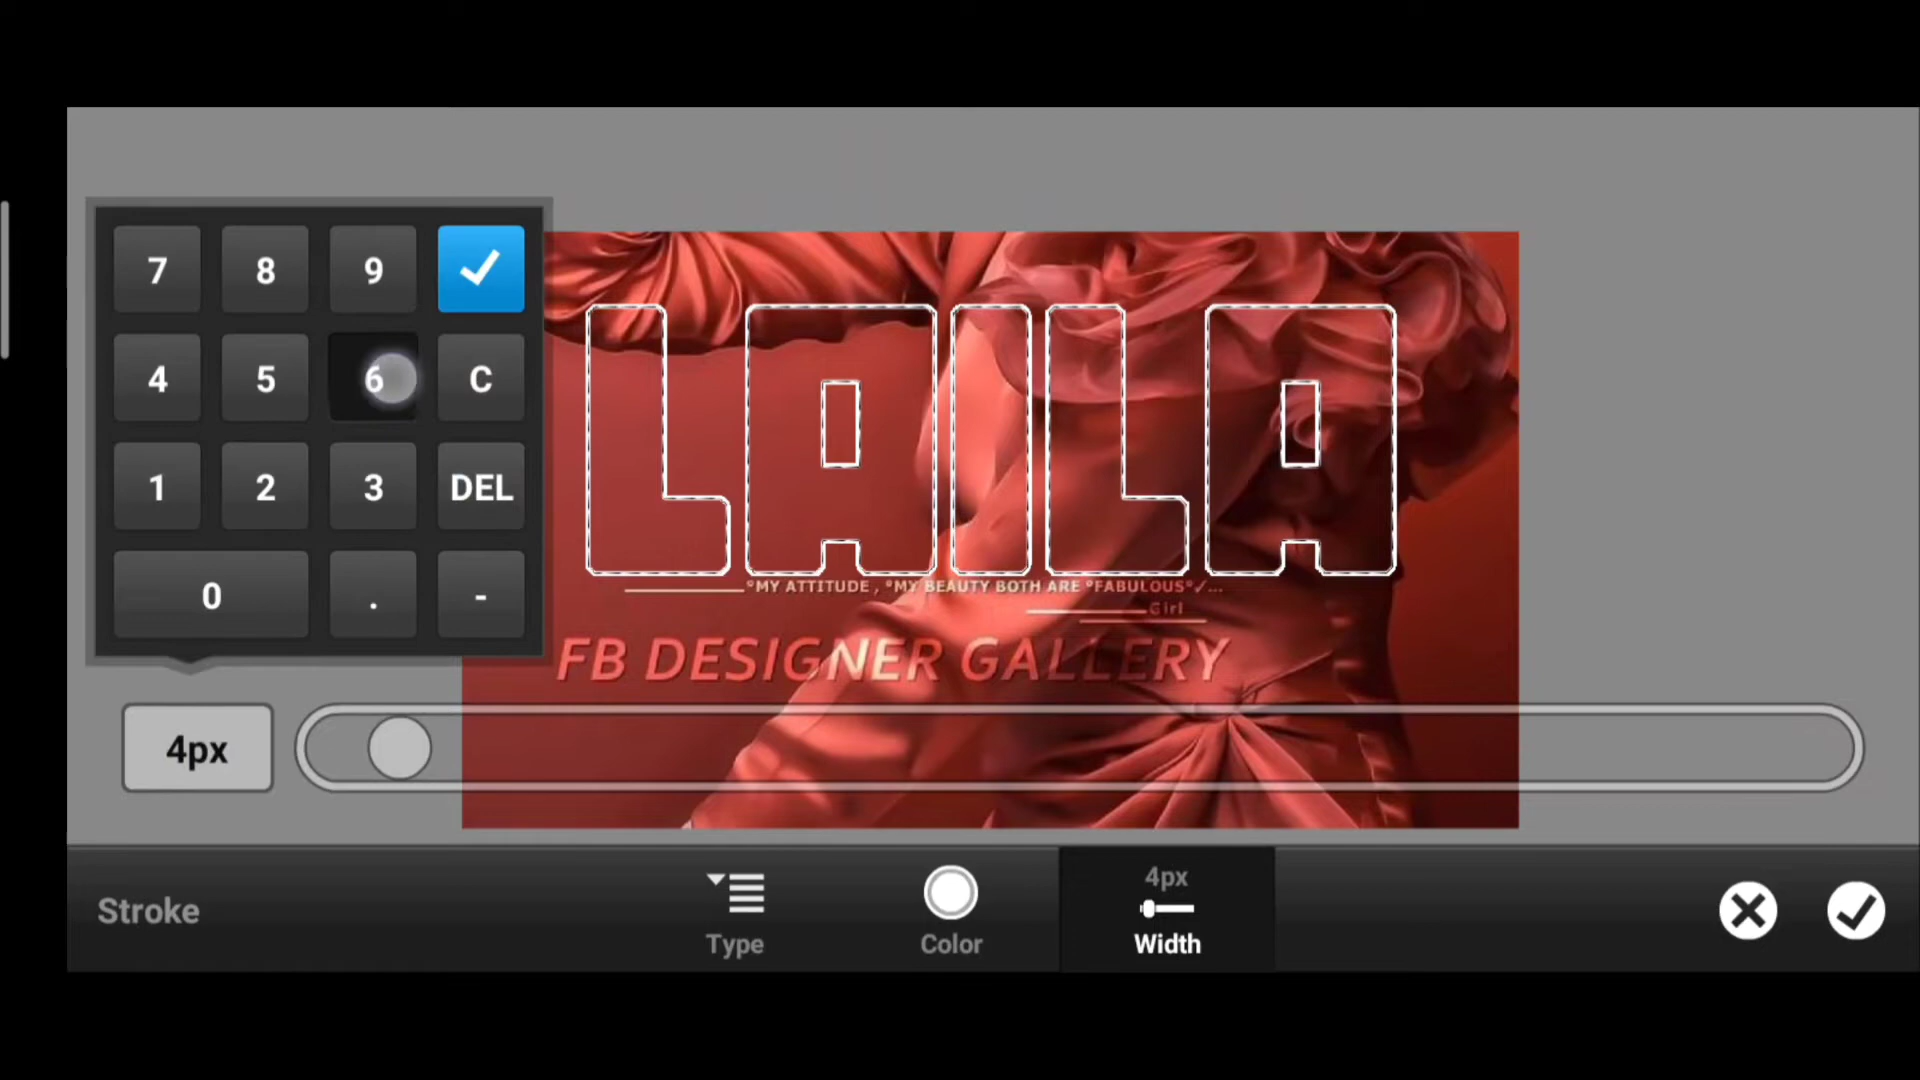 7 8 9
4 5 6 C
1 2 3 DEL
0 . -
LAILA
°MY ATTITUDE , °MY BEAUTY BOTH ARE °FABULOUS°✓...
Girl
FB DESIGNER GALLERY
4px
Stroke
Type
Color
4px
Width